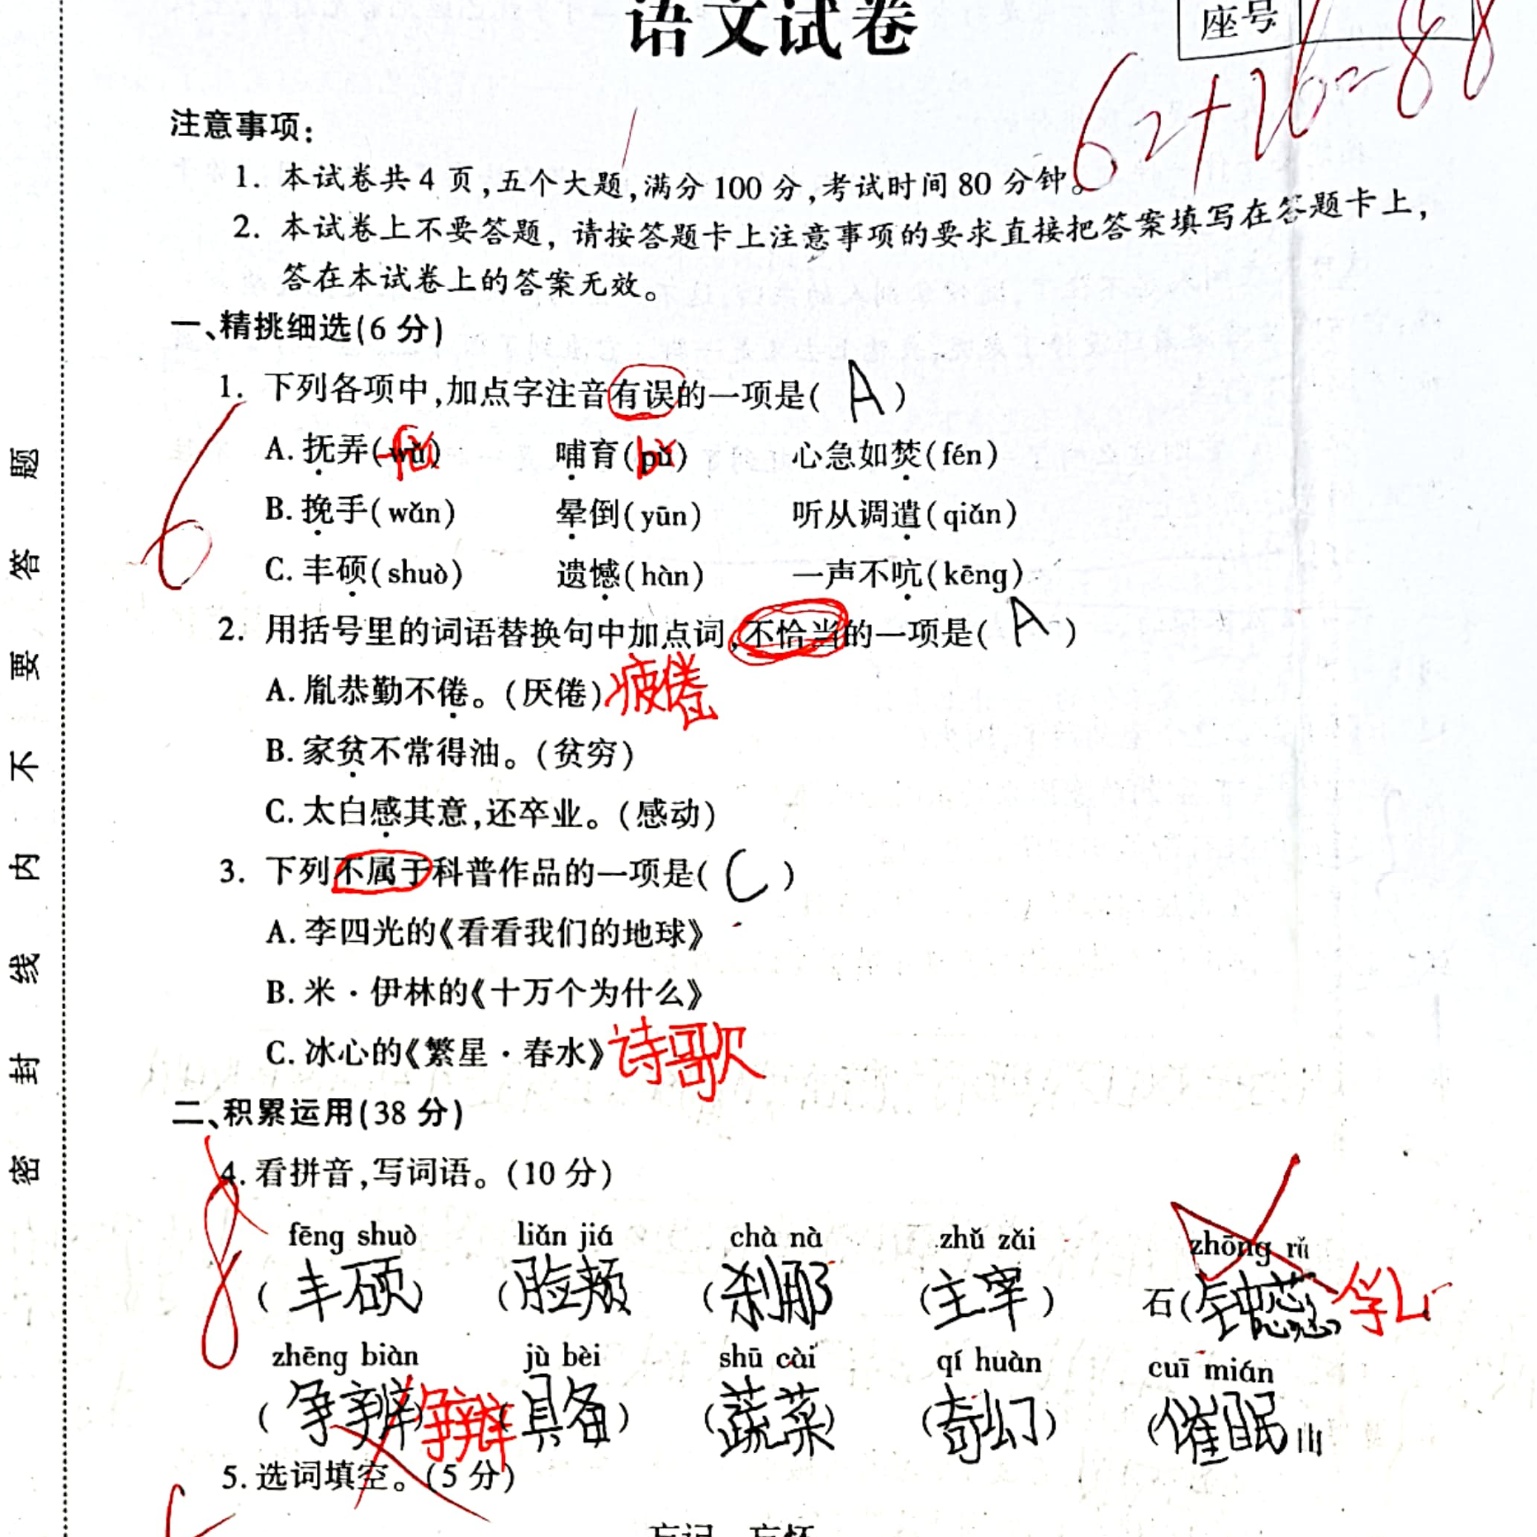 语文试卷
座号
62+26=88
注意事项：
1. 本试卷共4页,五个大题,满分100分,考试时间80分钟。
2. 本试卷上不要答题，请按答题卡上注意事项的要求直接把答案填写在答题卡上，
答在本试卷上的答案无效。
一、精挑细选(6分)
6
1. 下列各项中,加点字注音有误的一项是( A )
A. 抚弄(wǔ) fǔ 哺育(pǔ) bǔ 心急如焚(fén)
B. 挽手(wǎn) 晕倒(yūn) 听从调遣(qiǎn)
C. 丰硕(shuò) 遗憾(hàn) 一声不吭(kēng)
2. 用括号里的词语替换句中加点词,不恰当的一项是( A )
A. 胤恭勤不倦。(厌倦) 疲倦
B. 家贫不常得油。(贫穷)
C. 太白感其意,还卒业。(感动)
3. 下列不属于科普作品的一项是( C )
A. 李四光的《看看我们的地球》
B. 米·伊林的《十万个为什么》
C. 冰心的《繁星·春水》 诗歌
二、积累运用(38分)
8
4. 看拼音,写词语。(10分)
fēng shuò liǎn jiá chà nà zhǔ zǎi zhōng rǔ
(丰硕) (脸颊) (刹那) (主宰) 石(钟蕊) 乳
zhēng biàn jù bèi shū cài qí huàn cuī mián
(争辨) 争辩 (具备) (蔬菜) (奇幻) (催眠)
5. 选词填空。(5分)
忘记 忘怀
密封线内不要答题